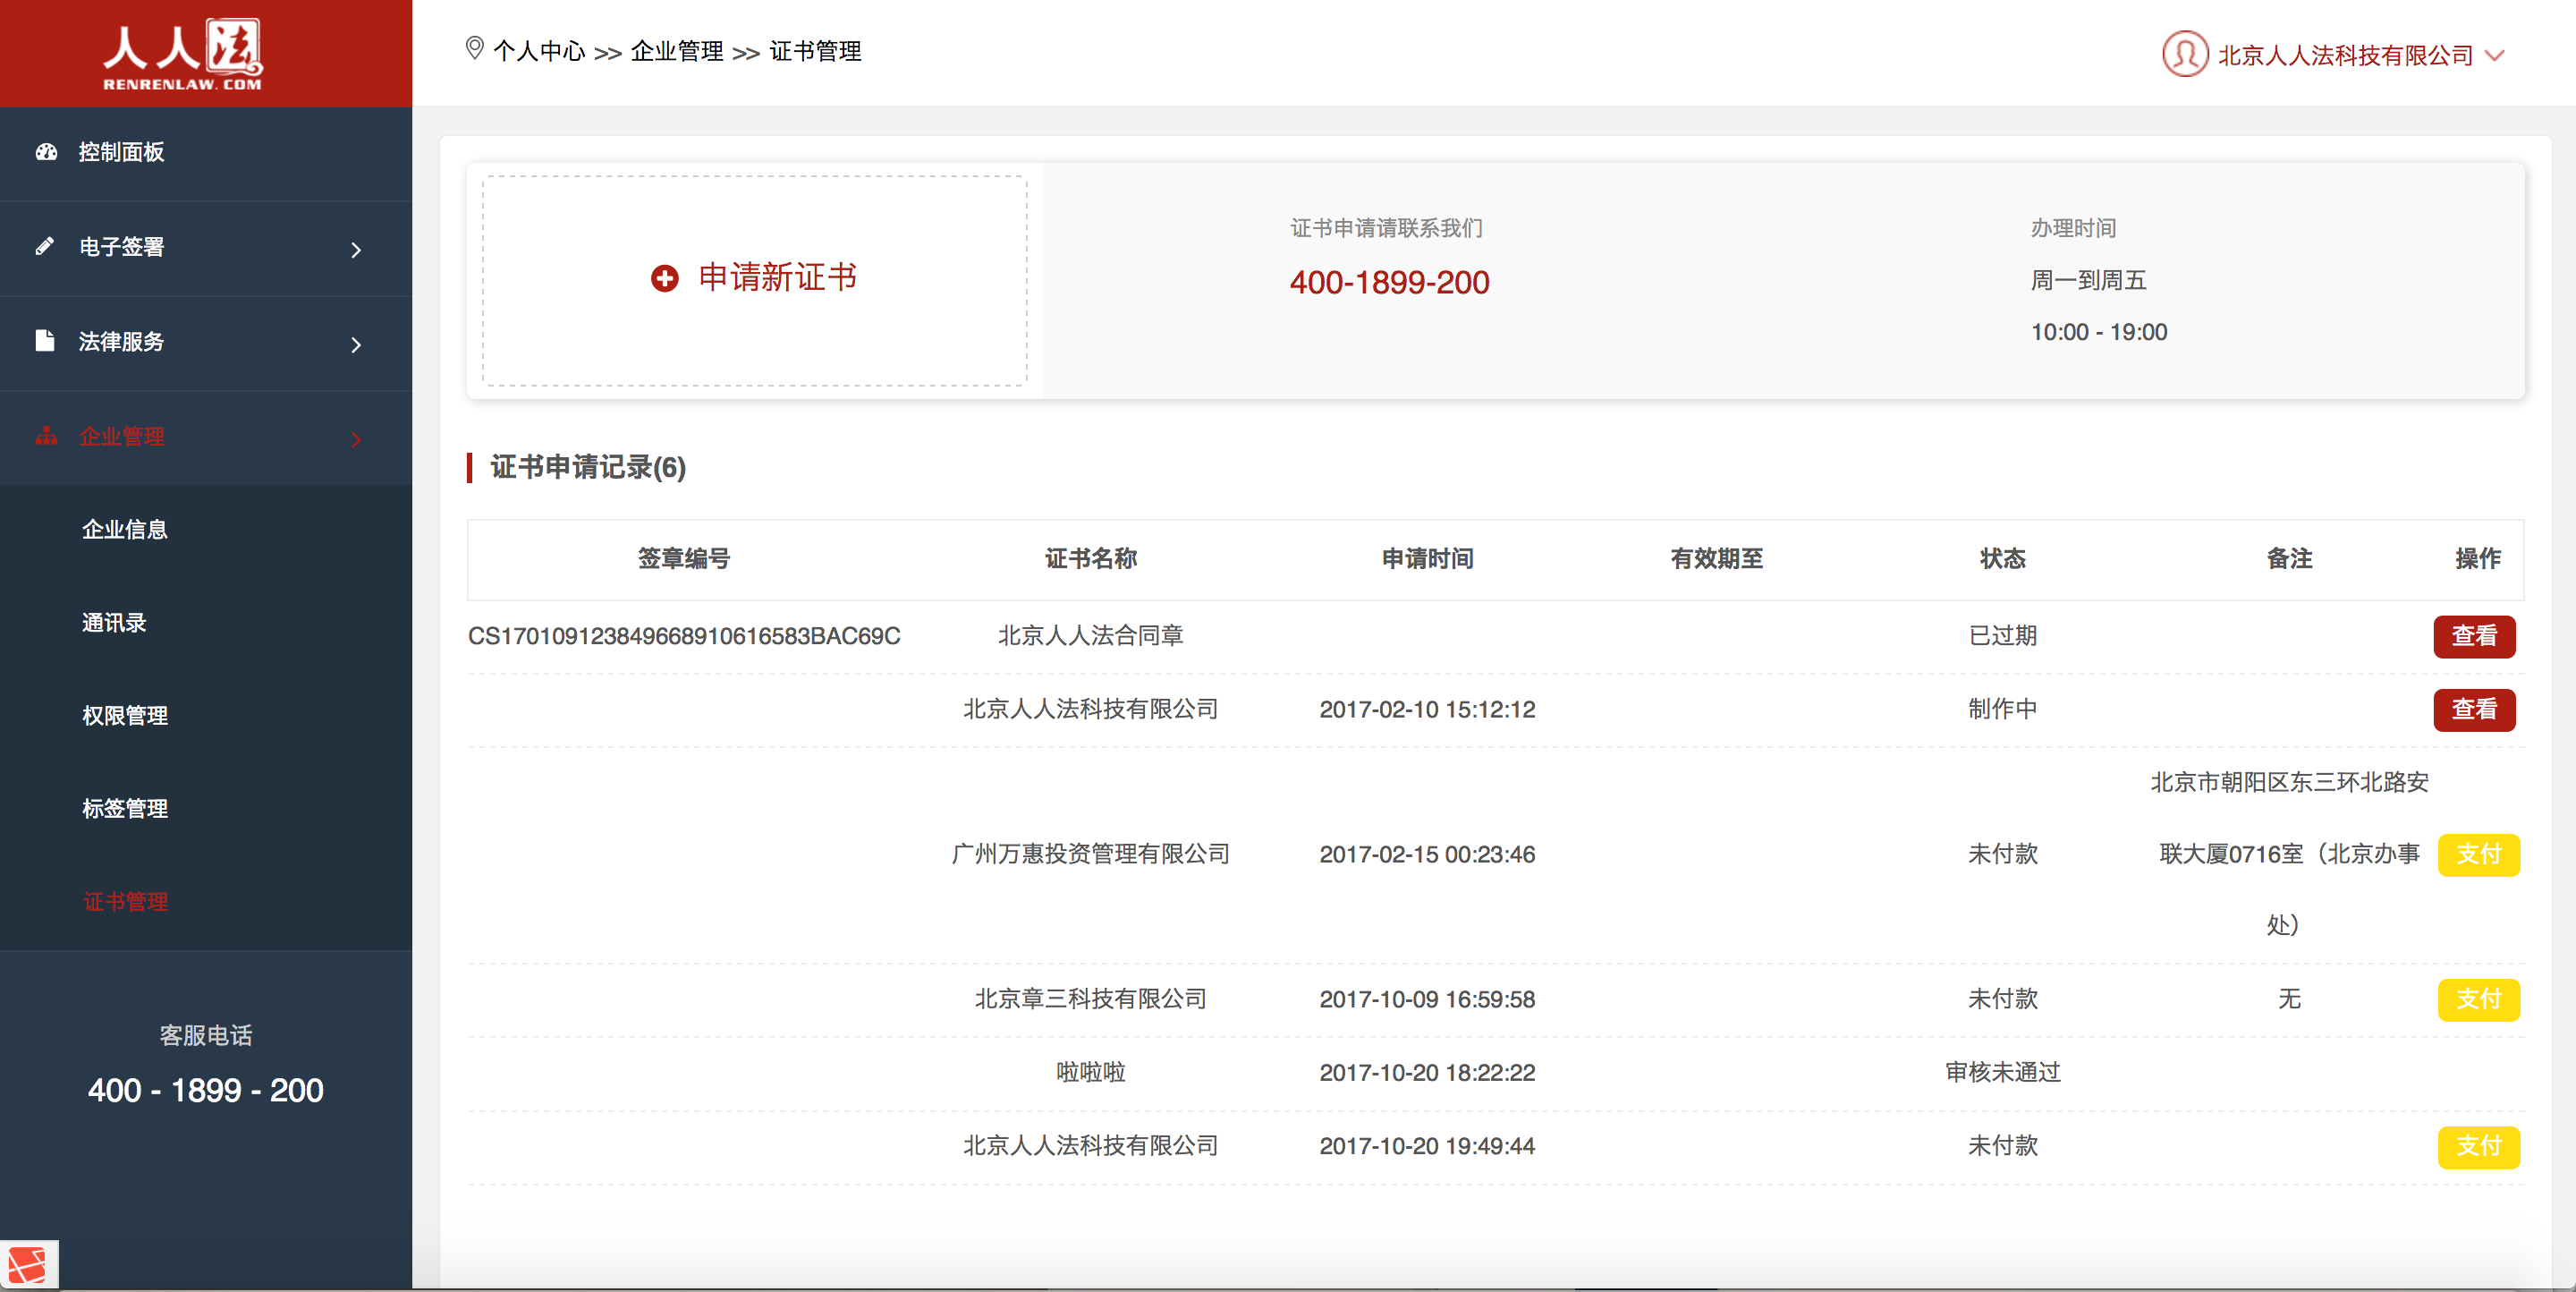 人人法
RENRENLAW.COM
个人中心 >> 企业管理 >> 证书管理
北京人人法科技有限公司
控制面板
电子签署
法律服务
企业管理
企业信息
通讯录
权限管理
标签管理
证书管理
客服电话
400 - 1899 - 200
申请新证书
证书申请请联系我们
400-1899-200
办理时间
周一到周五
10:00 - 19:00
证书申请记录(6)
签章编号 证书名称 申请时间 有效期至 状态 备注 操作
CS170109123849668910616583BAC69C 北京人人法合同章 已过期 查看
北京人人法科技有限公司 2017-02-10 15:12:12 制作中 查看
北京市朝阳区东三环北路安
广州万惠投资管理有限公司 2017-02-15 00:23:46 未付款 联大厦0716室（北京办事 支付
处）
北京章三科技有限公司 2017-10-09 16:59:58 未付款 无 支付
啦啦啦 2017-10-20 18:22:22 审核未通过
北京人人法科技有限公司 2017-10-20 19:49:44 未付款 支付